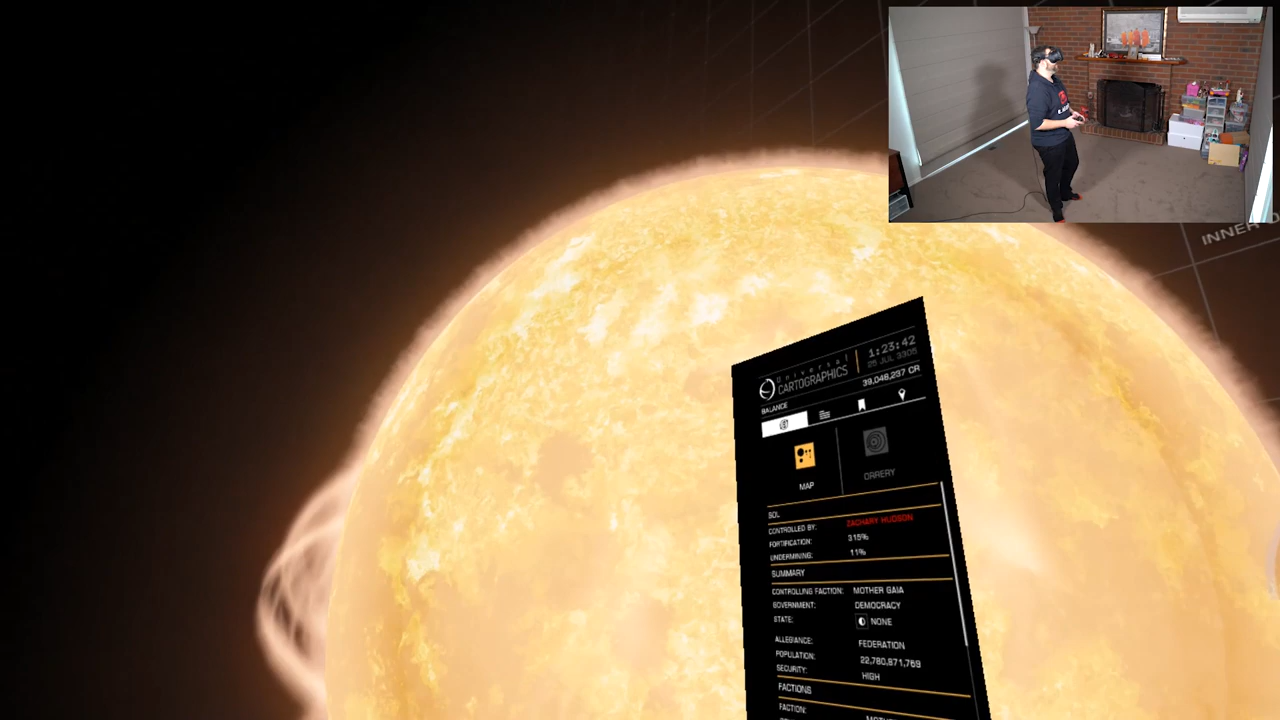 INNER
Universal
CARTOGRAPHICS
1:23:42
25 JUL 3305
BALANCE
39,048,237 CR
MAP
ORRERY
SOL
CONTROLLED BY: ZACHARY HUDSON
FORTIFICATION: 315%
UNDERMINING: 11%
SUMMARY
CONTROLLING FACTION: MOTHER GAIA
GOVERNMENT: DEMOCRACY
STATE: NONE
ALLEGIANCE: FEDERATION
POPULATION: 22,780,871,769
SECURITY: HIGH
FACTIONS
FACTION: